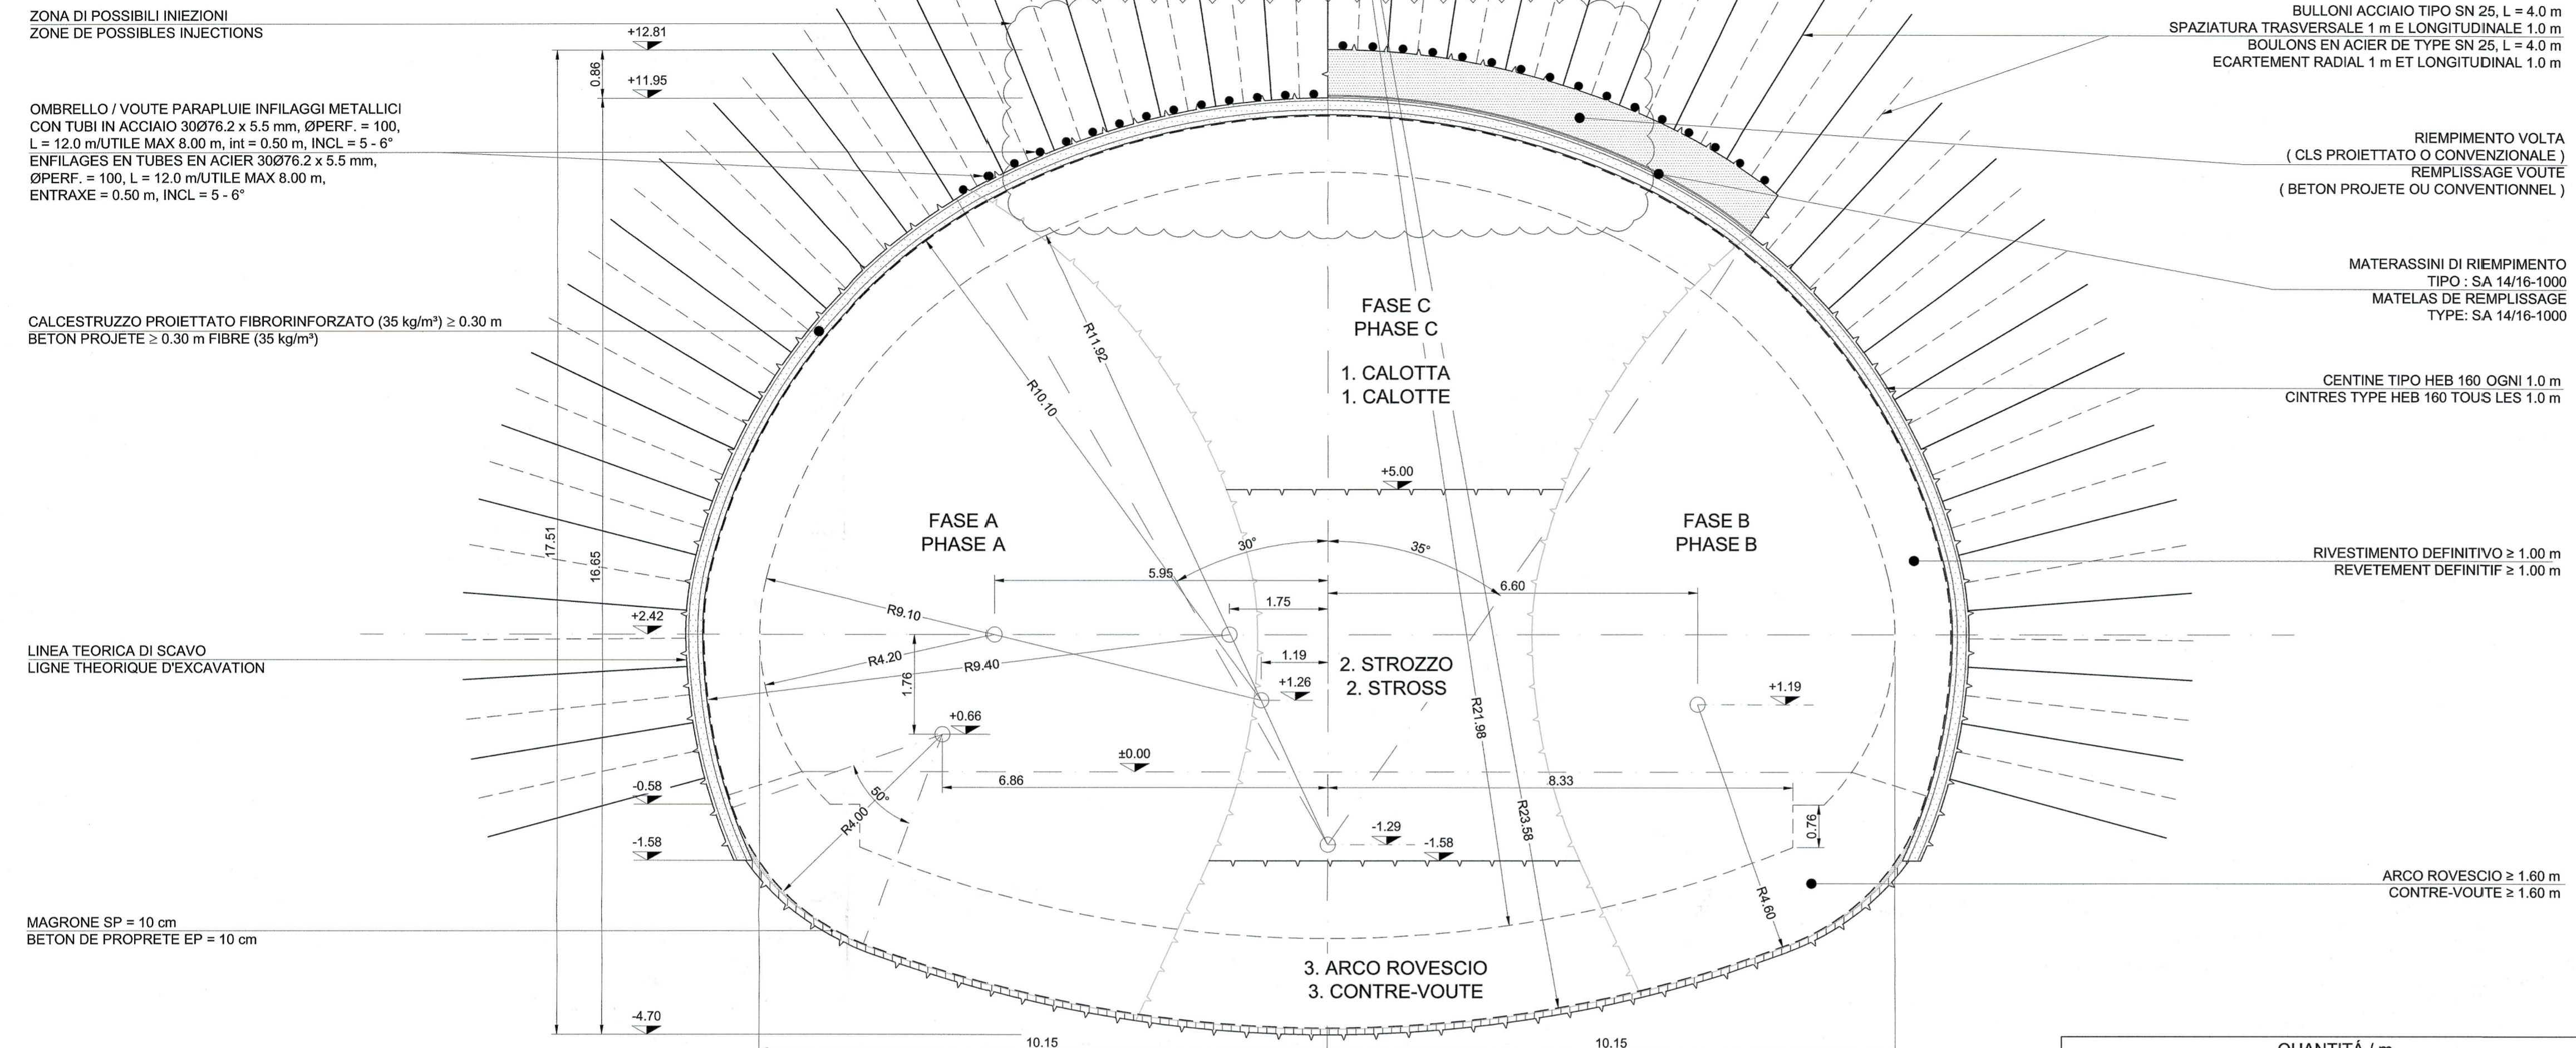 ZONA DI POSSIBILI INIEZIONI
ZONE DE POSSIBLES INJECTIONS
OMBRELLO / VOUTE PARAPLUIE INFILAGGI METALLICI
CON TUBI IN ACCIAIO 30Ø76.2 x 5.5 mm, ØPERF. = 100,
L = 12.0 m/UTILE MAX 8.00 m, int = 0.50 m, INCL = 5 - 6°
ENFILAGES EN TUBES EN ACIER 30Ø76.2 x 5.5 mm,
ØPERF. = 100, L = 12.0 m/UTILE MAX 8.00 m,
ENTRAXE = 0.50 m, INCL = 5 - 6°
CALCESTRUZZO PROIETTATO FIBRORINFORZATO (35 kg/m³) ≥ 0.30 m
BETON PROJETE ≥ 0.30 m FIBRE (35 kg/m³)
LINEA TEORICA DI SCAVO
LIGNE THEORIQUE D'EXCAVATION
MAGRONE SP = 10 cm
BETON DE PROPRETE EP = 10 cm
+12.81
0.86
+11.95
17.51
16.65
+2.42
-0.58
-1.58
-4.70
R11.92
R10.10
FASE C
PHASE C
1. CALOTTA
1. CALOTTE
+5.00
FASE A
PHASE A
FASE B
PHASE B
30°
35°
5.95
6.60
1.75
R9.10
R4.20
R9.40
1.76
1.19
2. STROZZO
2. STROSS
+1.26
+1.19
+0.66
R21.98
±0.00
6.86
8.33
50°
R4.00
R23.58
0.76
-1.29
-1.58
R4.60
3. ARCO ROVESCIO
3. CONTRE-VOUTE
10.15
10.15
BULLONI ACCIAIO TIPO SN 25, L = 4.0 m
SPAZIATURA TRASVERSALE 1 m E LONGITUDINALE 1.0 m
BOULONS EN ACIER DE TYPE SN 25, L = 4.0 m
ECARTEMENT RADIAL 1 m ET LONGITUDINAL 1.0 m
RIEMPIMENTO VOLTA
( CLS PROIETTATO O CONVENZIONALE )
REMPLISSAGE VOUTE
( BETON PROJETE OU CONVENTIONNEL )
MATERASSINI DI RIEMPIMENTO
TIPO : SA 14/16-1000
MATELAS DE REMPLISSAGE
TYPE: SA 14/16-1000
CENTINE TIPO HEB 160 OGNI 1.0 m
CINTRES TYPE HEB 160 TOUS LES 1.0 m
RIVESTIMENTO DEFINITIVO ≥ 1.00 m
REVETEMENT DEFINITIF ≥ 1.00 m
ARCO ROVESCIO ≥ 1.60 m
CONTRE-VOUTE ≥ 1.60 m
QUANTITÁ / m